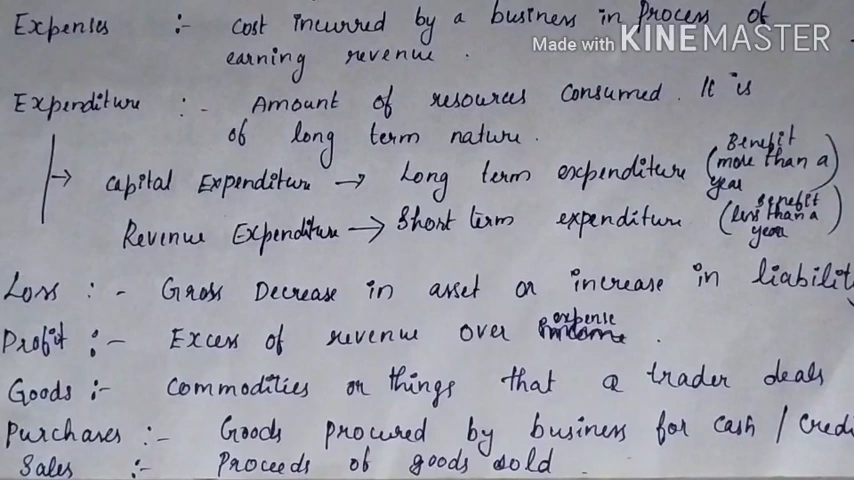 Expenses :- cost incurred by a business in process of
Made with KINEMASTER
earning revenue.
Expenditure :- Amount of resources consumed. It is
of long term nature.
→ Capital Expenditure → Long term expenditure (Benefit more than a year)
Revenue Expenditure → Short term expenditure (Benefit less than a year)
Loss :- Gross Decrease in asset or increase in liability
Profit :- Excess of revenue over expense.
Goods :- Commodities or things that a trader deals
Purchases :- Goods procured by business for cash / Credi
Sales :- Proceeds of goods sold.